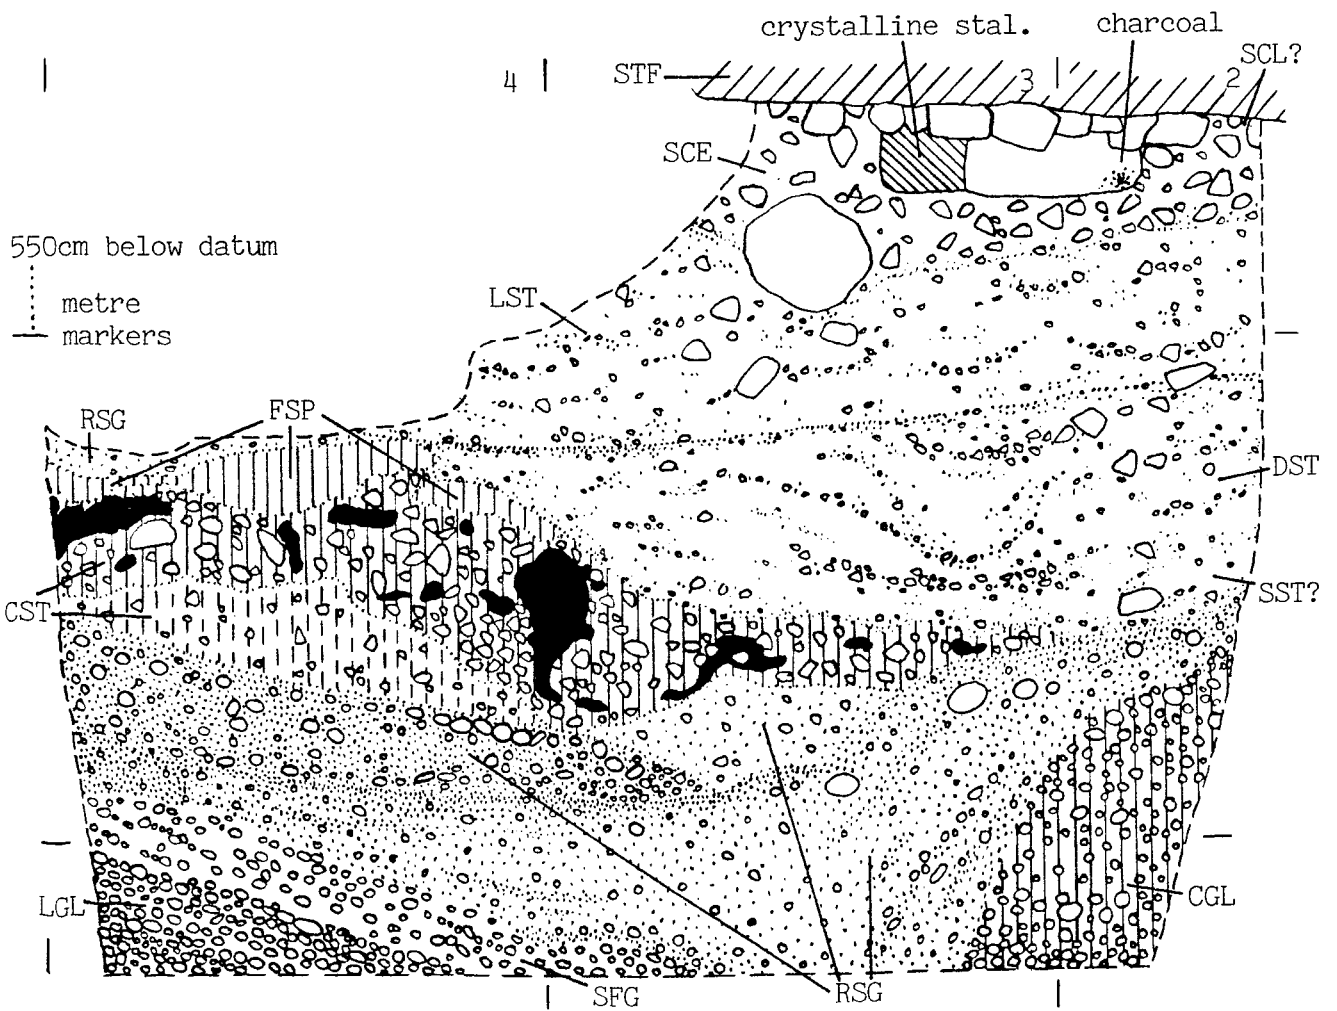 crystalline stal.
charcoal
SCL?
STF
4
3
2
SCE
550cm below datum
metre
markers
LST
RSG
FSP
DST
SST?
CST
LGL
CGL
SFG
RSG